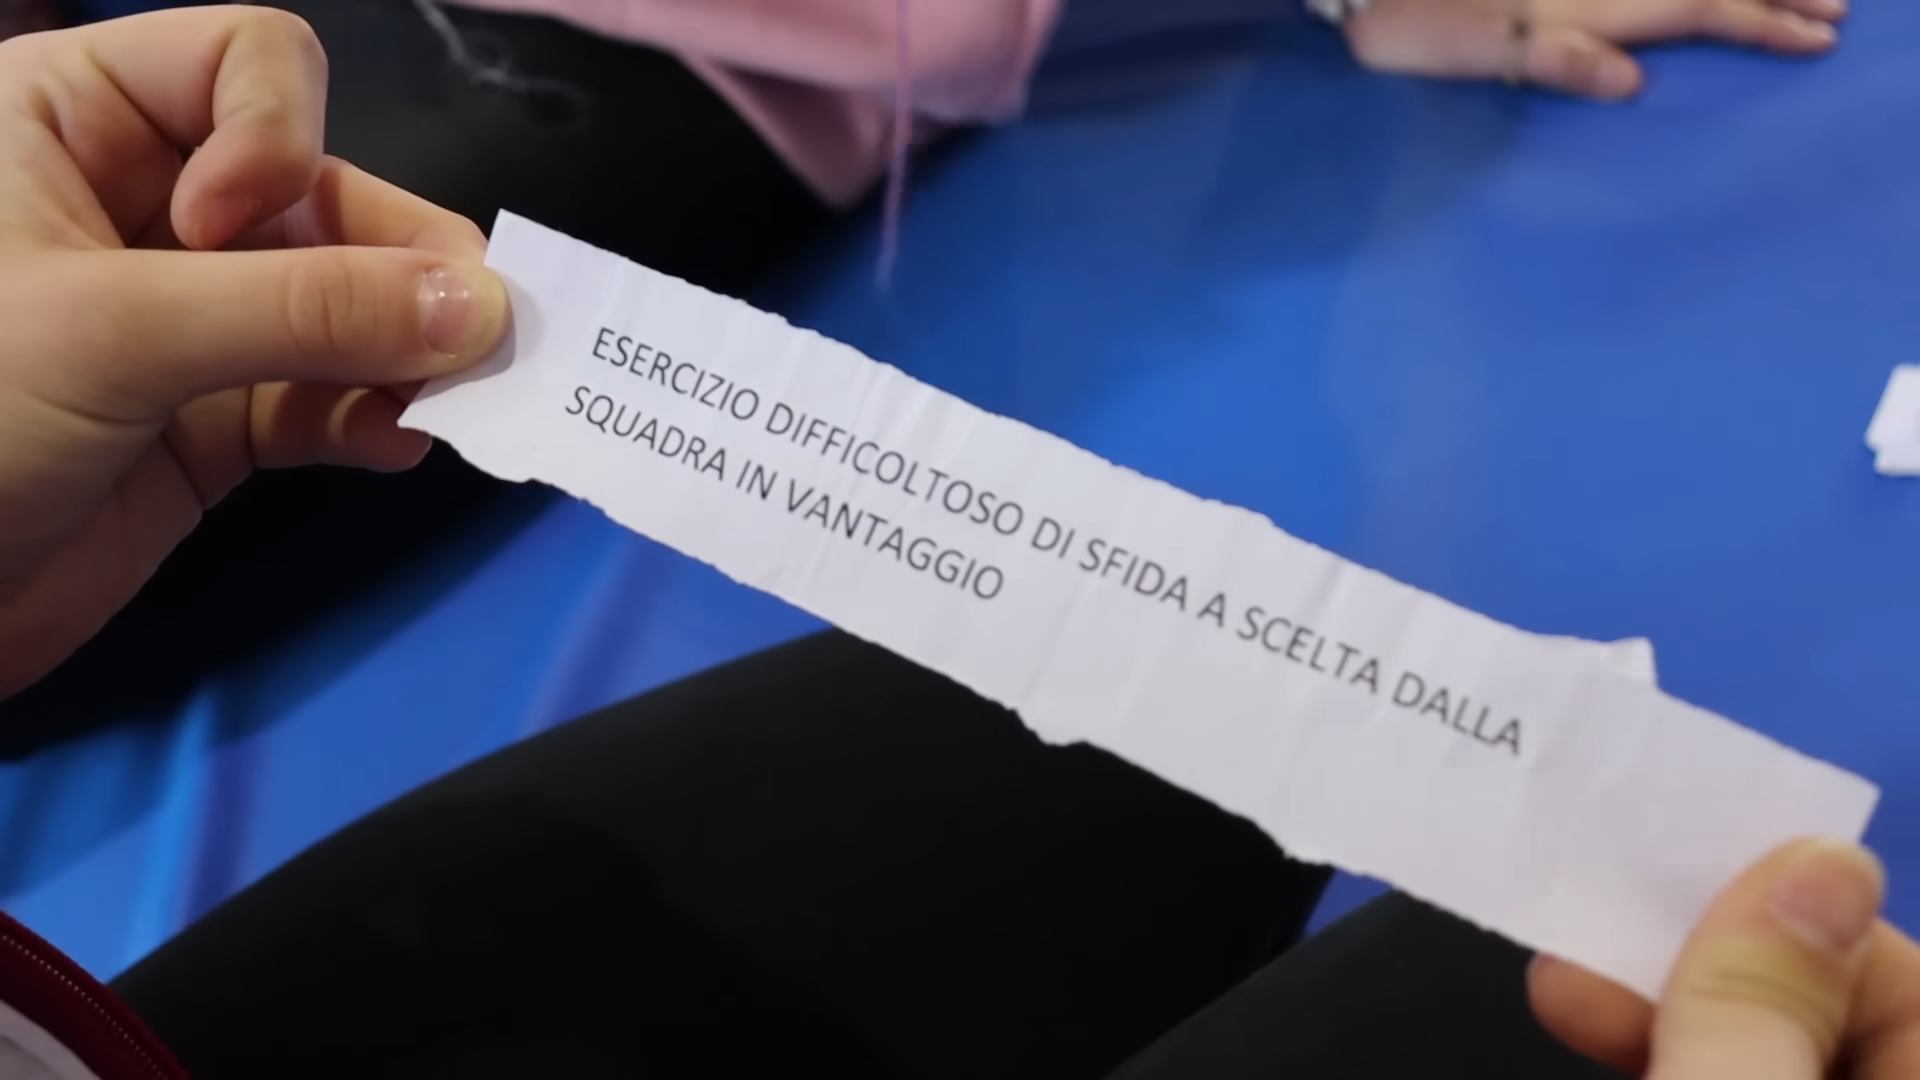 ESERCIZIO DIFFICOLTOSO DI SFIDA A SCELTA DALLA
SQUADRA IN VANTAGGIO